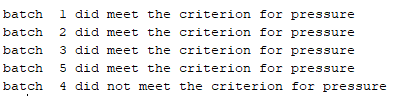 batch  1 did meet the criterion for pressure
batch  2 did meet the criterion for pressure
batch  3 did meet the criterion for pressure
batch  5 did meet the criterion for pressure
batch  4 did not meet the criterion for pressure